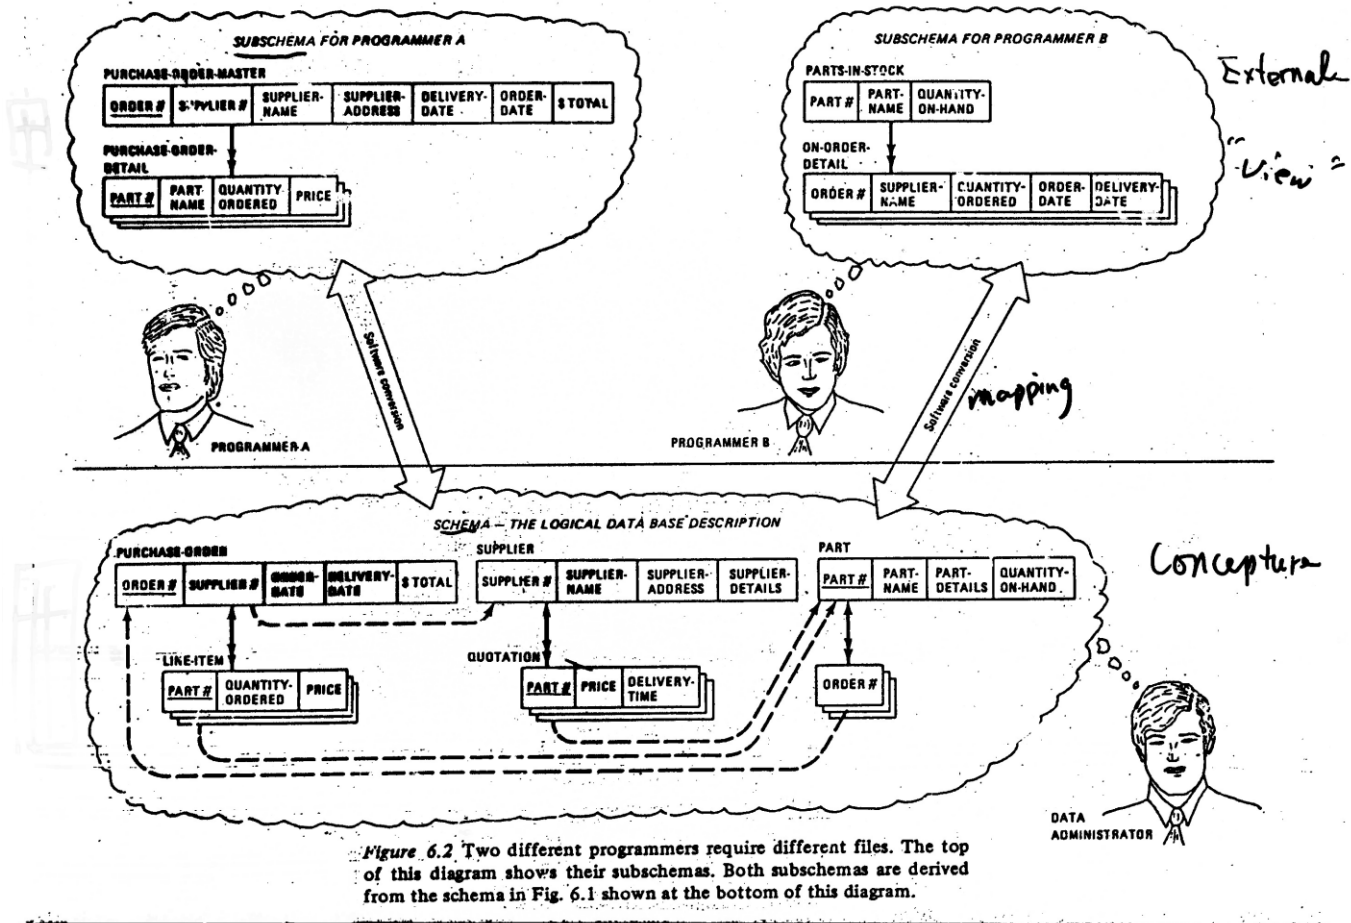 SUBSCHEMA FOR PROGRAMMER A
PURCHASE-ORDER-MASTER
ORDER # SUPPLIER # SUPPLIER-NAME SUPPLIER-ADDRESS DELIVERY-DATE ORDER-DATE $ TOTAL
PURCHASE-ORDER-DETAIL
PART # PART NAME QUANTITY ORDERED PRICE
SUBSCHEMA FOR PROGRAMMER B
PARTS-IN-STOCK
PART # PART-NAME QUANTITY-ON-HAND
ON-ORDER-DETAIL
ORDER # SUPPLIER-NAME QUANTITY-ORDERED ORDER-DATE DELIVERY-DATE
External
"View"
Software conversion
Software conversion
mapping
PROGRAMMER A
PROGRAMMER B
SCHEMA – THE LOGICAL DATA BASE DESCRIPTION
PURCHASE-ORDER
ORDER # SUPPLIER # ORDER-DATE DELIVERY-DATE $ TOTAL
SUPPLIER
SUPPLIER # SUPPLIER-NAME SUPPLIER-ADDRESS SUPPLIER-DETAILS
PART
PART # PART-NAME PART-DETAILS QUANTITY-ON-HAND
LINE-ITEM
PART # QUANTITY-ORDERED PRICE
QUOTATION
PART # PRICE DELIVERY-TIME
ORDER #
DATA
ADMINISTRATOR
Figure 6.2 Two different programmers require different files. The top
of this diagram shows their subschemas. Both subschemas are derived
from the schema in Fig. 6.1 shown at the bottom of this diagram.